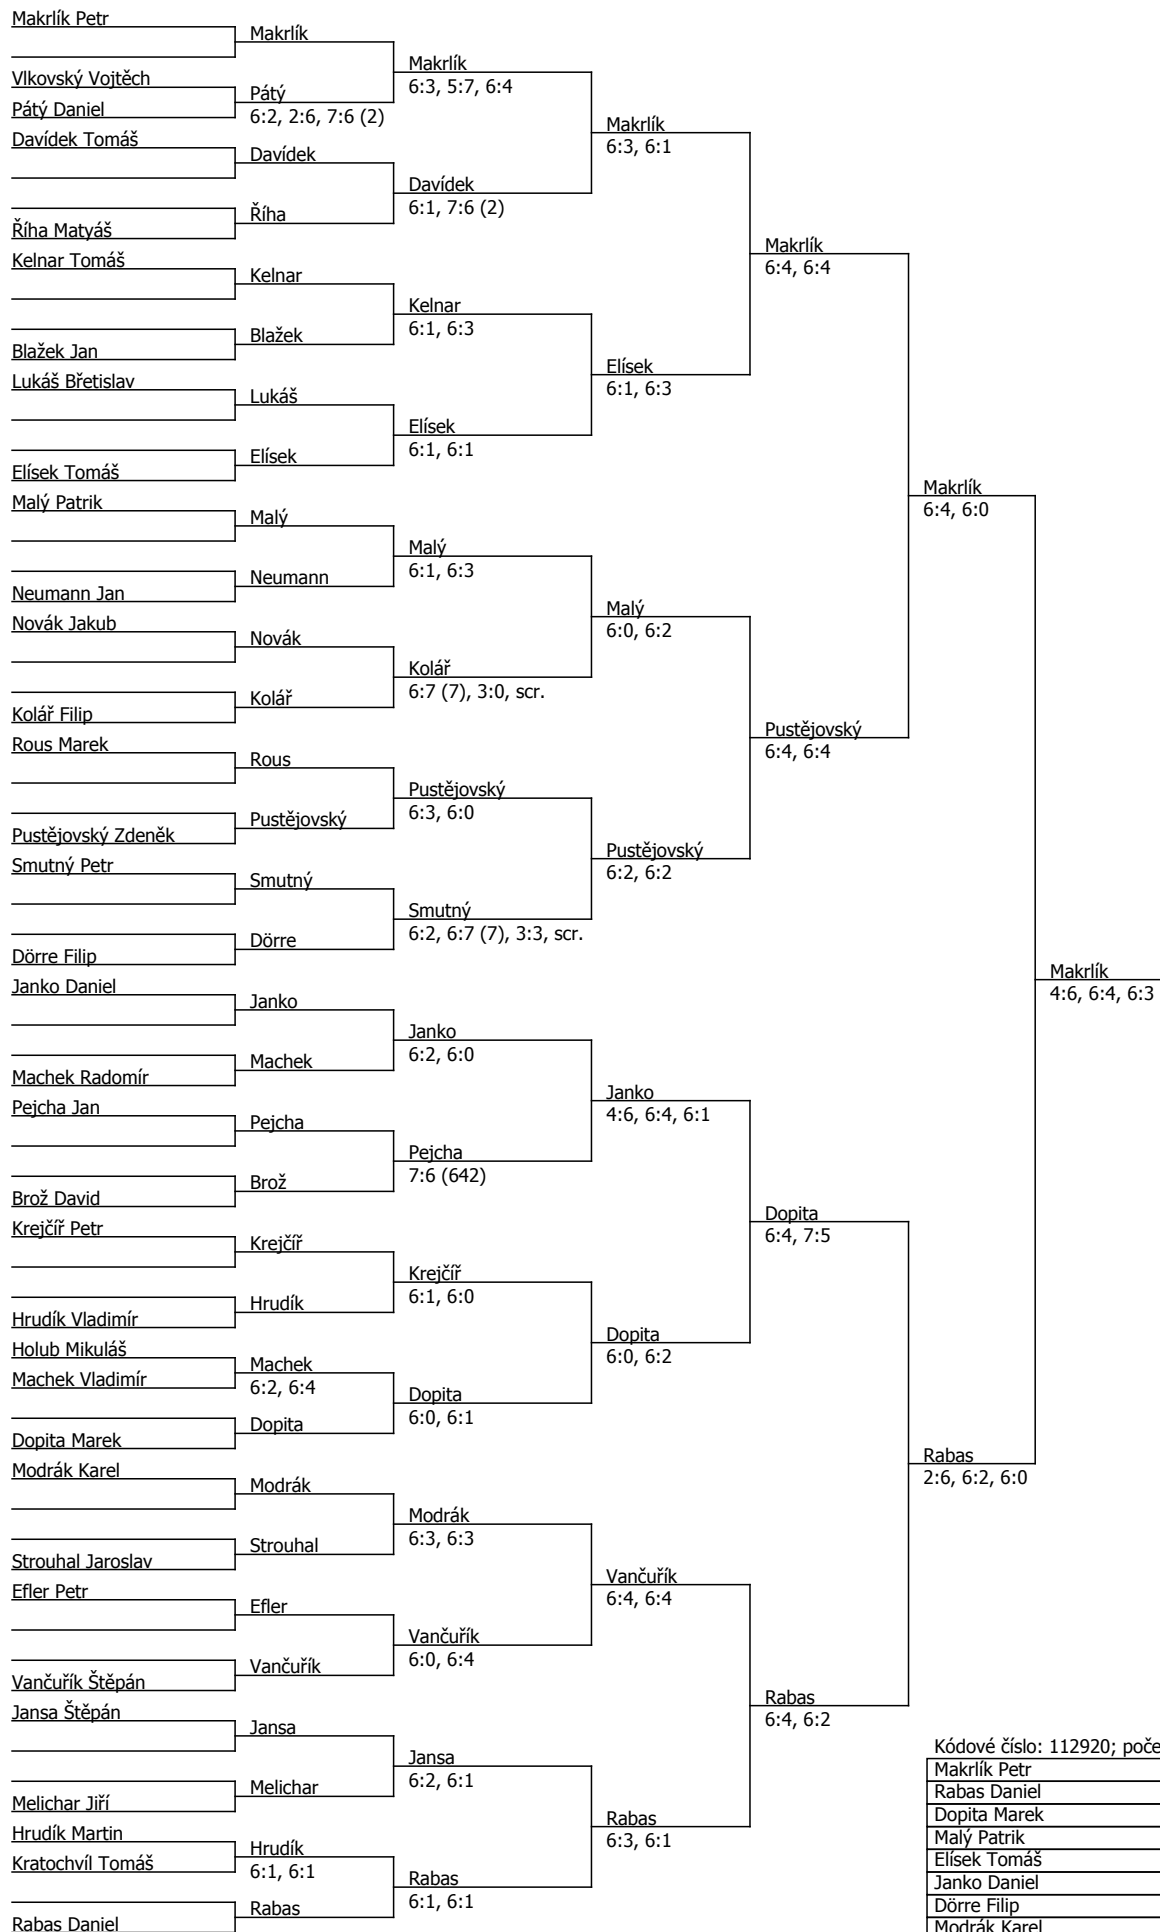 Makrlík Petr
Vlkovský Vojtěch
Pátý Daniel
Davídek Tomáš
Říha Matyáš
Kelnar Tomáš
Blažek Jan
Lukáš Břetislav
Elísek Tomáš
Malý Patrik
Neumann Jan
Novák Jakub
Kolář Filip
Rous Marek
Pustějovský Zdeněk
Smutný Petr
Dörre Filip
Janko Daniel
Machek Radomír
Pejcha Jan
Brož David
Krejčíř Petr
Hrudík Vladimír
Holub Mikuláš
Machek Vladimír
Dopita Marek
Modrák Karel
Strouhal Jaroslav
Efler Petr
Vančuřík Štěpán
Jansa Štěpán
Melichar Jiří
Hrudík Martin
Kratochvíl Tomáš
Rabas Daniel
Makrlík
Pátý
6:2, 2:6, 7:6 (2)
Davídek
Říha
Kelnar
Blažek
Lukáš
Elísek
Malý
Neumann
Novák
Kolář
Rous
Pustějovský
Smutný
Dörre
Janko
Machek
Pejcha
Brož
Krejčíř
Hrudík
Machek
6:2, 6:4
Dopita
Modrák
Strouhal
Efler
Vančuřík
Jansa
Melichar
Hrudík
6:1, 6:1
Rabas
Makrlík
6:3, 5:7, 6:4
Davídek
6:1, 7:6 (2)
Kelnar
6:1, 6:3
Elísek
6:1, 6:1
Malý
6:1, 6:3
Kolář
6:7 (7), 3:0, scr.
Pustějovský
6:3, 6:0
Smutný
6:2, 6:7 (7), 3:3, scr.
Janko
6:2, 6:0
Pejcha
7:6 (642)
Krejčíř
6:1, 6:0
Dopita
6:0, 6:1
Modrák
6:3, 6:3
Vančuřík
6:0, 6:4
Jansa
6:2, 6:1
Rabas
6:1, 6:1
Makrlík
6:3, 6:1
Elísek
6:1, 6:3
Malý
6:0, 6:2
Pustějovský
6:2, 6:2
Janko
4:6, 6:4, 6:1
Dopita
6:0, 6:2
Vančuřík
6:4, 6:4
Rabas
6:3, 6:1
Makrlík
6:4, 6:4
Pustějovský
6:4, 6:4
Dopita
6:4, 7:5
Rabas
6:4, 6:2
Makrlík
6:4, 6:0
Rabas
2:6, 6:2, 6:0
Makrlík
4:6, 6:4, 6:3
Kódové číslo: 112920; poče
Makrlík Petr
Rabas Daniel
Dopita Marek
Malý Patrik
Elísek Tomáš
Janko Daniel
Dörre Filip
Modrák Karel